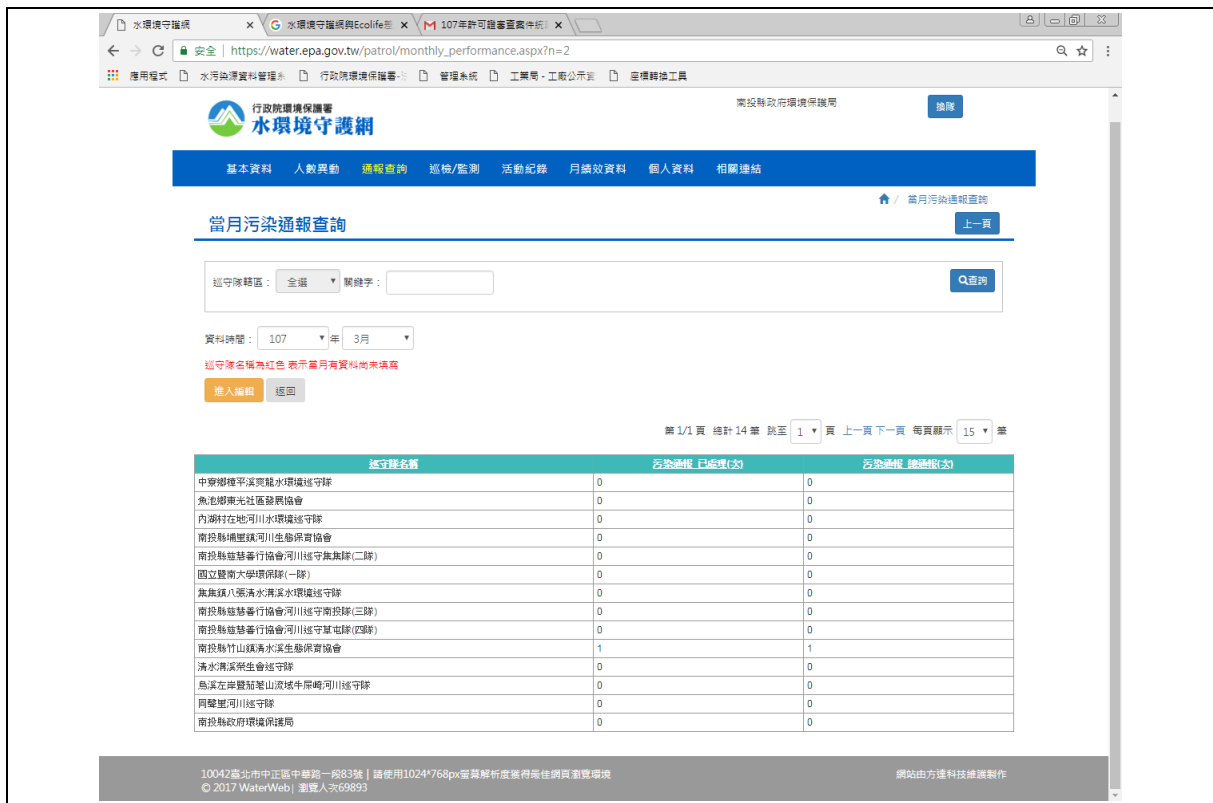 水環境守護網
水環境守護網與Ecolife
107年許可證審查案件統
安全 | https://water.epa.gov.tw/patrol/monthly_performance.aspx?n=2
應用程式 水污染源資料管理系 行政院環境保護署- 管理系統 工業局-工廠公示資 座標轉換工具
行政院環境保護署
水環境守護網
南投縣政府環境保護局 換隊
基本資料 人數異動 通報查詢 巡檢/監測 活動紀錄 月績效資料 個人資料 相關連結
/ 當月污染通報查詢
當月污染通報查詢 上一頁
巡守隊轄區： 全選 關鍵字： 查詢
資料時間： 107 年 3月
巡守隊名稱為紅色 表示當月有資料尚未填寫
進入編輯 返回
第 1/1 頁 總計 14 筆 跳至 1 頁 上一頁 下一頁 每頁顯示 15 筆
巡守隊名稱 污染通報_已處理(次) 污染通報_總通報(次)
中寮鄉樟平溪爽龍水環境巡守隊 0 0
魚池鄉東光社區發展協會 0 0
內湖村在地河川水環境巡守隊 0 0
南投縣埔里鎮河川生態保育協會 0 0
南投縣慈慧善行協會河川巡守集集隊(二隊) 0 0
國立暨南大學環保隊(一隊) 0 0
集集鎮八張清水溝溪水環境巡守隊 0 0
南投縣慈慧善行協會河川巡守南投隊(三隊) 0 0
南投縣慈慧善行協會河川巡守草屯隊(四隊) 0 0
南投縣竹山鎮清水溪生態保育協會 1 1
清水溝溪榮生會巡守隊 0 0
烏溪左岸暨茄荖山流域牛屎崎河川巡守隊 0 0
同聲里河川巡守隊 0 0
南投縣政府環境保護局 0 0
10042臺北市中正區中華路一段83號 | 請使用1024*768px螢幕解析度獲得最佳網頁瀏覽環境 網站由方達科技維護製作
© 2017 WaterWeb | 瀏覽人次69893